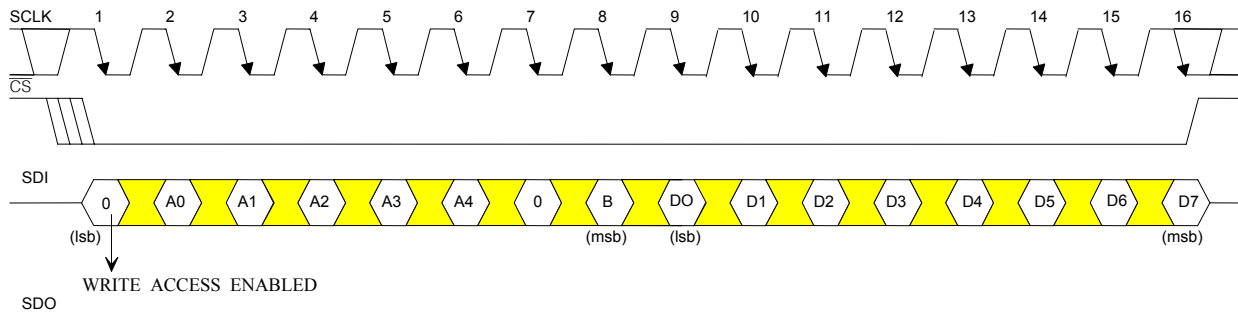 SCLK 1 2 3 4 5 6 7 8 9 10 11 12 13 14 15 16
CS
SDI
0 A0 A1 A2 A3 A4 0 B DO D1 D2 D3 D4 D5 D6 D7
(lsb) (msb) (lsb) (msb)
WRITE ACCESS ENABLED
SDO